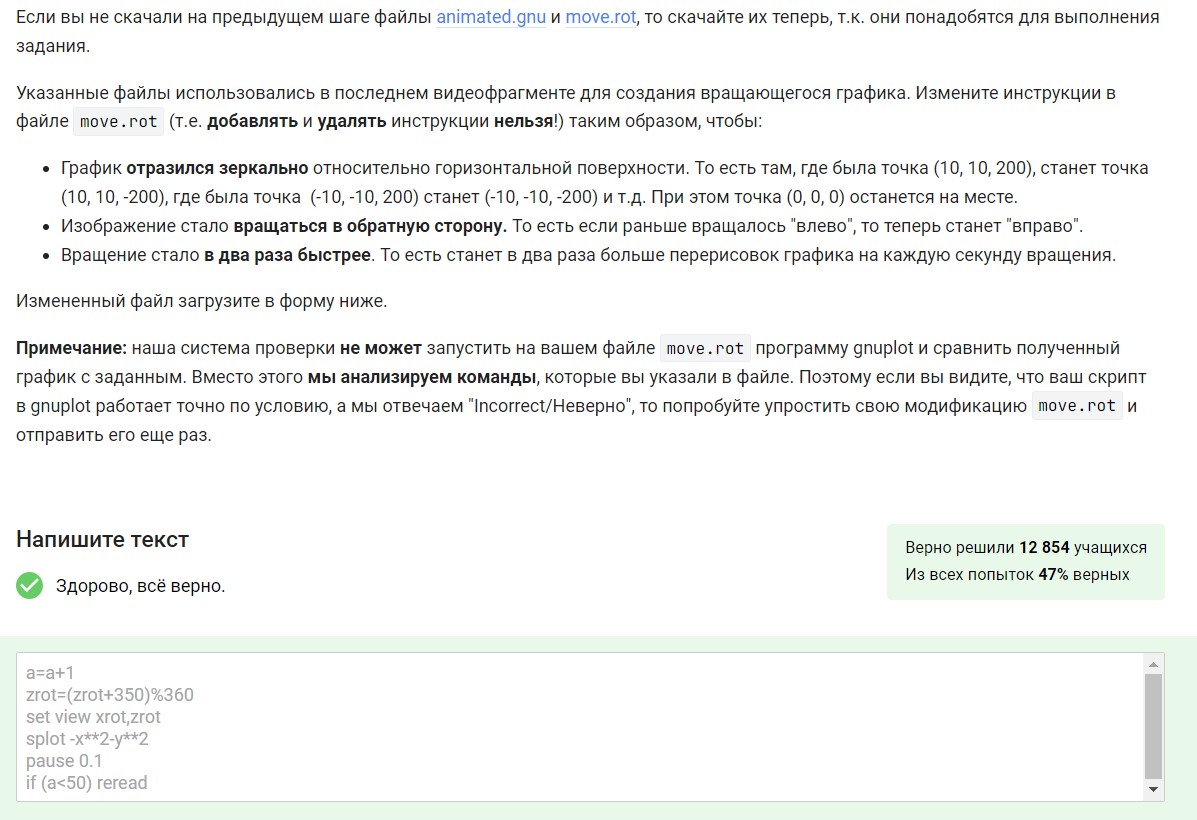 Если вы не скачали на предыдущем шаге файлы animated.gnu и move.rot, то скачайте их теперь, т.к. они понадобятся для выполнения
задания.
Указанные файлы использовались в последнем видеофрагменте для создания вращающегося графика. Измените инструкции в
файле move.rot (т.е. добавлять и удалять инструкции нельзя!) таким образом, чтобы:
• График отразился зеркально относительно горизонтальной поверхности. То есть там, где была точка (10, 10, 200), станет точка
(10, 10, -200), где была точка (-10, -10, 200) станет (-10, -10, -200) и т.д. При этом точка (0, 0, 0) останется на месте.
• Изображение стало вращаться в обратную сторону. То есть если раньше вращалось "влево", то теперь станет "вправо".
• Вращение стало в два раза быстрее. То есть станет в два раза больше перерисовок графика на каждую секунду вращения.
Измененный файл загрузите в форму ниже.
Примечание: наша система проверки не может запустить на вашем файле move.rot программу gnuplot и сравнить полученный
график с заданным. Вместо этого мы анализируем команды, которые вы указали в файле. Поэтому если вы видите, что ваш скрипт
в gnuplot работает точно по условию, а мы отвечаем "Incorrect/Неверно", то попробуйте упростить свою модификацию move.rot и
отправить его еще раз.
Напишите текст
Здорово, всё верно.
Верно решили 12 854 учащихся
Из всех попыток 47% верных
a=a+1
zrot=(zrot+350)%360
set view xrot,zrot
splot -x**2-y**2
pause 0.1
if (a<50) reread